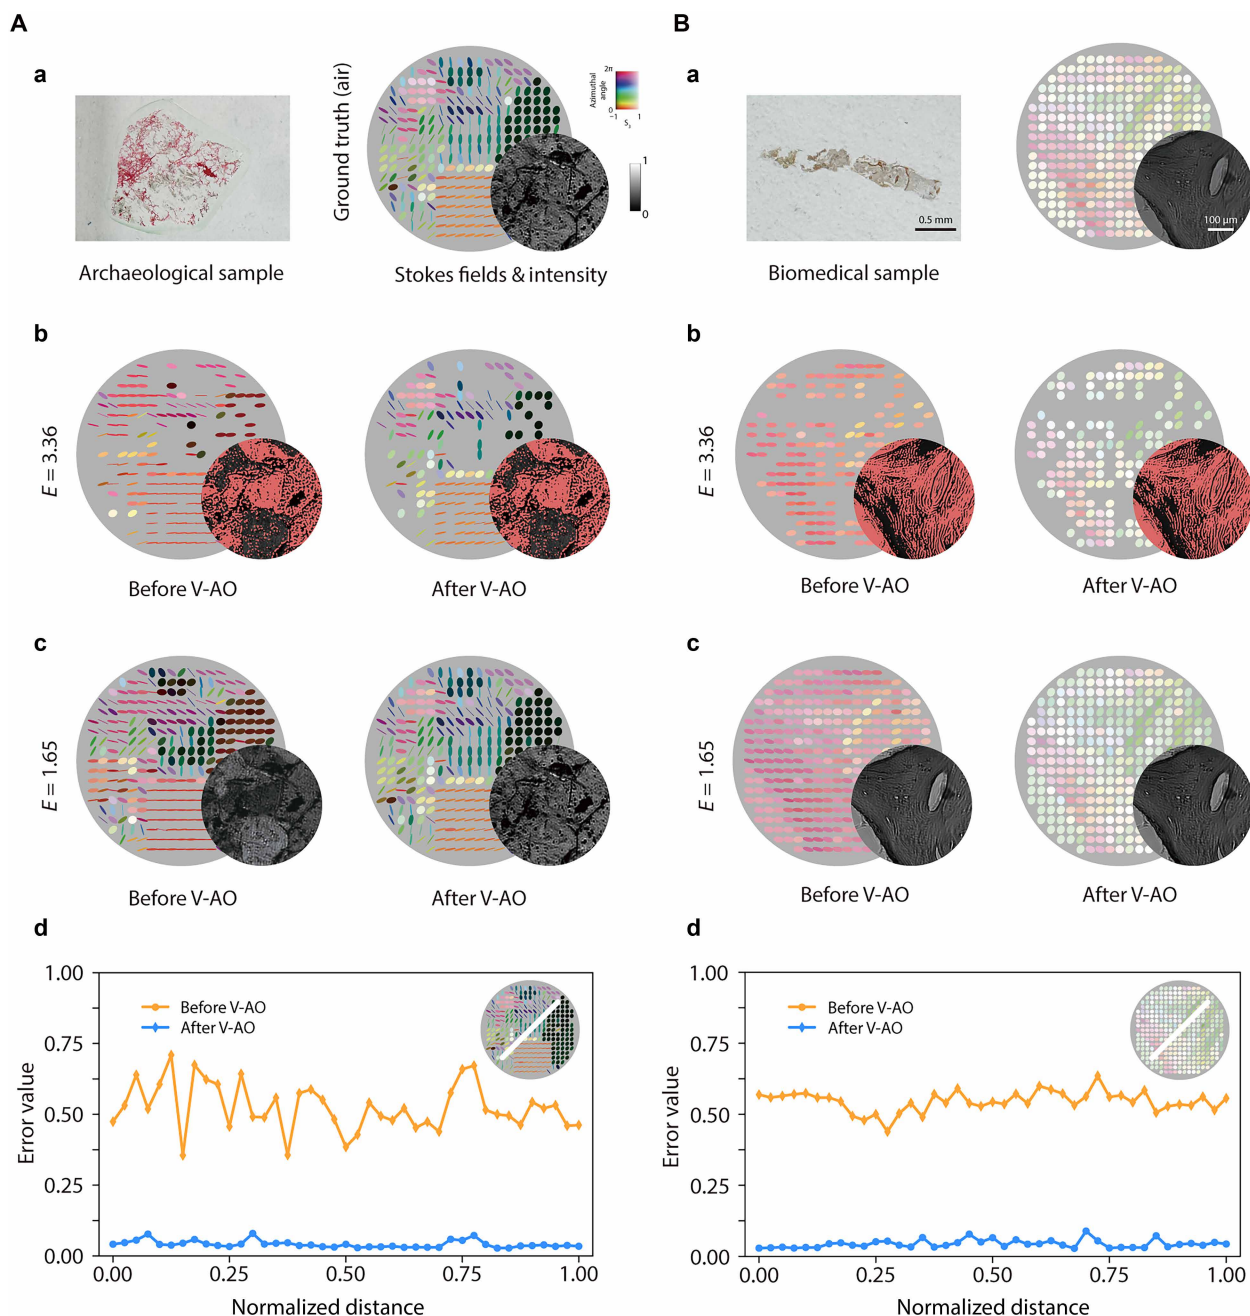 A
B
a
Ground truth (air)
2π
Azimuthal
angle
0
−1
1
S₃
1
0
Archaeological sample
Stokes fields & intensity
a
0.5 mm
100 μm
Biomedical sample
b
E = 3.36
Before V-AO
After V-AO
b
E = 3.36
Before V-AO
After V-AO
c
E = 1.65
Before V-AO
After V-AO
c
E = 1.65
Before V-AO
After V-AO
d
Error value
1.00
0.75
0.50
0.25
0.00
Before V-AO
After V-AO
0.00
0.25
0.50
0.75
1.00
Normalized distance
d
Error value
1.00
0.75
0.50
0.25
0.00
Before V-AO
After V-AO
0.00
0.25
0.50
0.75
1.00
Normalized distance